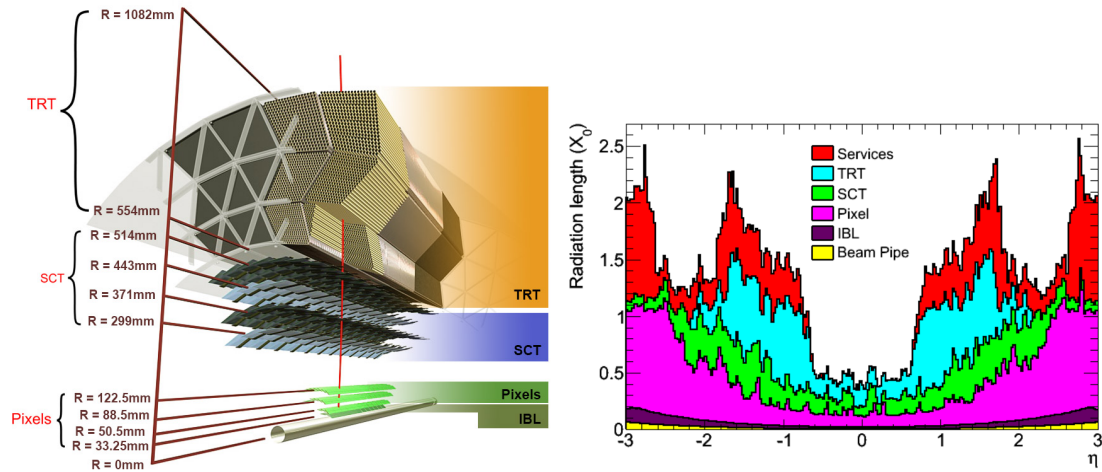 R = 1082mm
TRT
R = 554mm
R = 514mm
R = 443mm
SCT
R = 371mm
R = 299mm
TRT
SCT
R = 122.5mm
R = 88.5mm
Pixels
R = 50.5mm
R = 33.25mm
R = 0mm
Pixels
IBL
Radiation length (X0)
2.5
2
1.5
1
0.5
0
Services
TRT
SCT
Pixel
IBL
Beam Pipe
-3 -2 -1 0 1 2 3
η